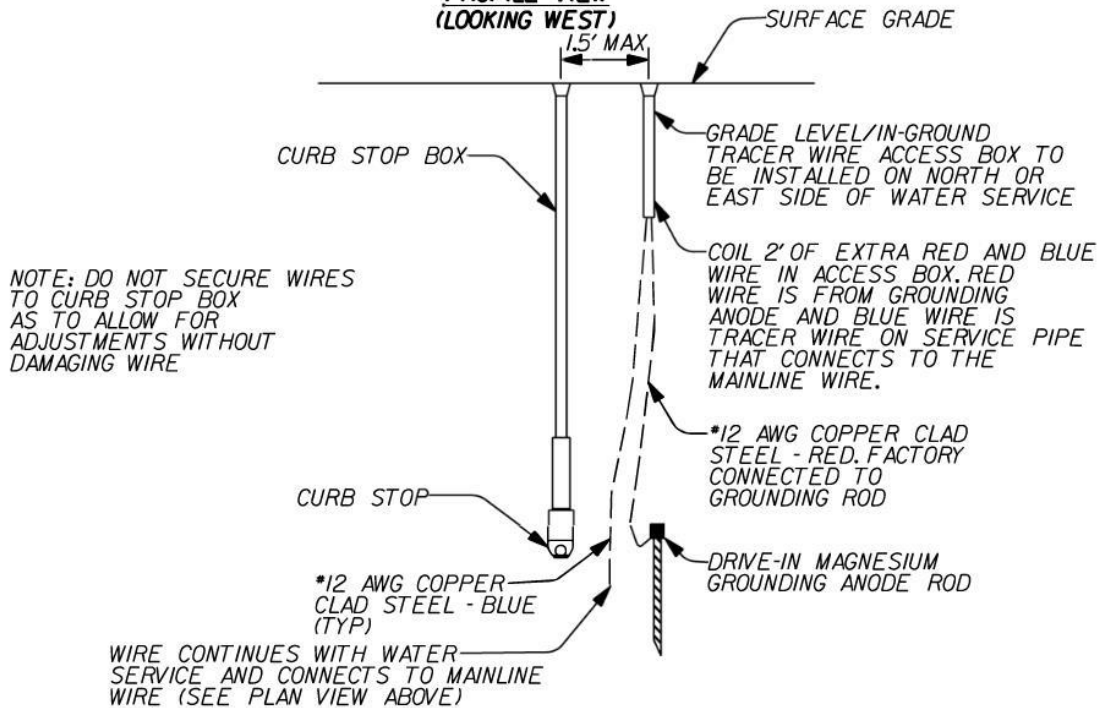 PROFILE VIEW
(LOOKING WEST)
1.5' MAX
SURFACE GRADE
CURB STOP BOX
GRADE LEVEL/IN-GROUND
TRACER WIRE ACCESS BOX TO
BE INSTALLED ON NORTH OR
EAST SIDE OF WATER SERVICE
COIL 2' OF EXTRA RED AND BLUE
WIRE IN ACCESS BOX. RED
WIRE IS FROM GROUNDING
ANODE AND BLUE WIRE IS
TRACER WIRE ON SERVICE PIPE
THAT CONNECTS TO THE
MAINLINE WIRE.
NOTE: DO NOT SECURE WIRES
TO CURB STOP BOX
AS TO ALLOW FOR
ADJUSTMENTS WITHOUT
DAMAGING WIRE
#12 AWG COPPER CLAD
STEEL - RED. FACTORY
CONNECTED TO
GROUNDING ROD
CURB STOP
DRIVE-IN MAGNESIUM
GROUNDING ANODE ROD
#12 AWG COPPER
CLAD STEEL - BLUE
(TYP)
WIRE CONTINUES WITH WATER
SERVICE AND CONNECTS TO MAINLINE
WIRE (SEE PLAN VIEW ABOVE)